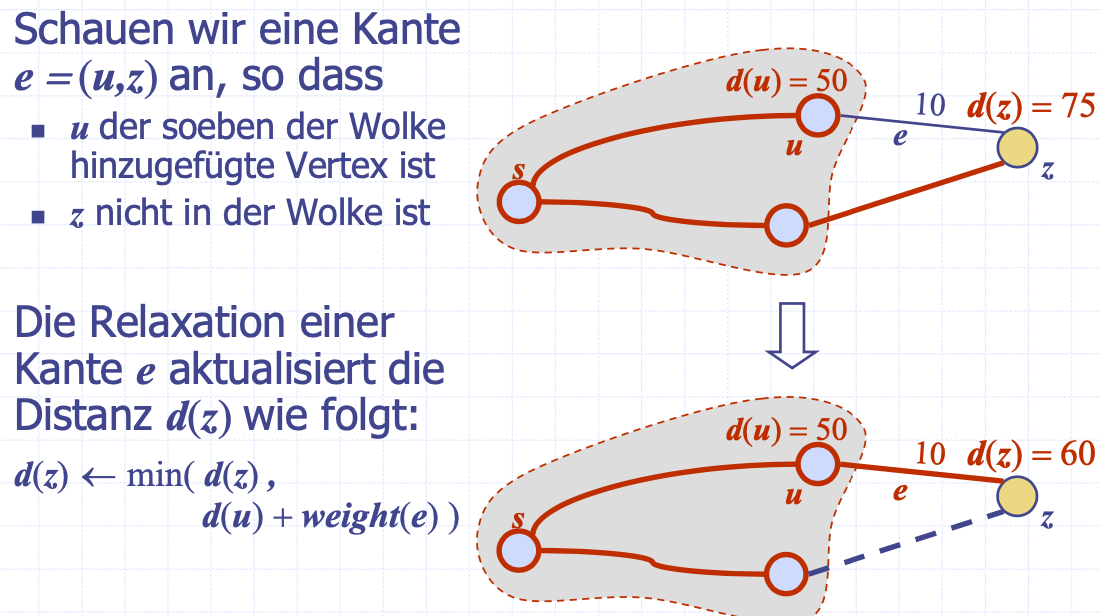 Schauen wir eine Kante
e = (u,z) an, so dass
▪ u der soeben der Wolke
hinzugefügte Vertex ist
▪ z nicht in der Wolke ist
d(u) = 50
10
d(z) = 75
e
u
s
z
Die Relaxation einer
Kante e aktualisiert die
Distanz d(z) wie folgt:
d(z) ← min( d(z) ,
d(u) + weight(e) )
d(u) = 50
10
d(z) = 60
e
u
s
z